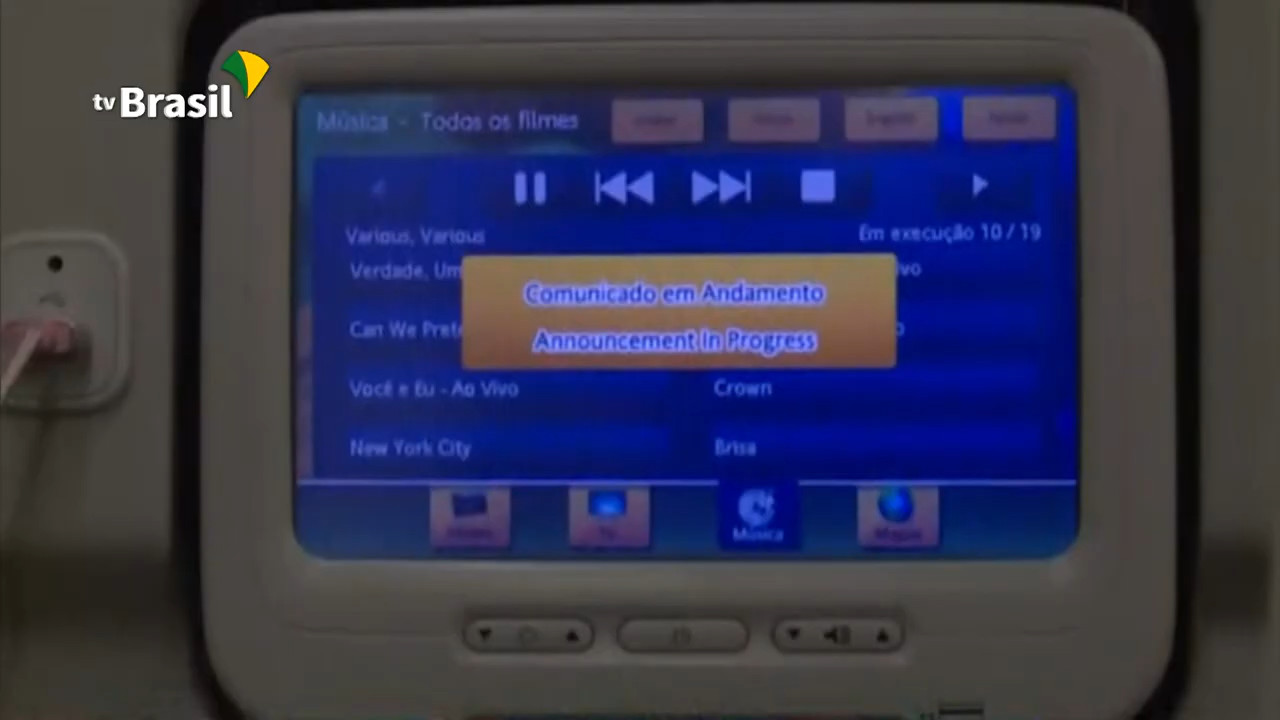 tv Brasil
Música - Todos os filmes
Various, Various
Em execução 10 / 19
Verdade, Um
Can We Prete
Comunicado em Andamento
Announcement In Progress
Você e Eu - Ao Vivo
Crown
New York City
Brisa
Música
Mapas